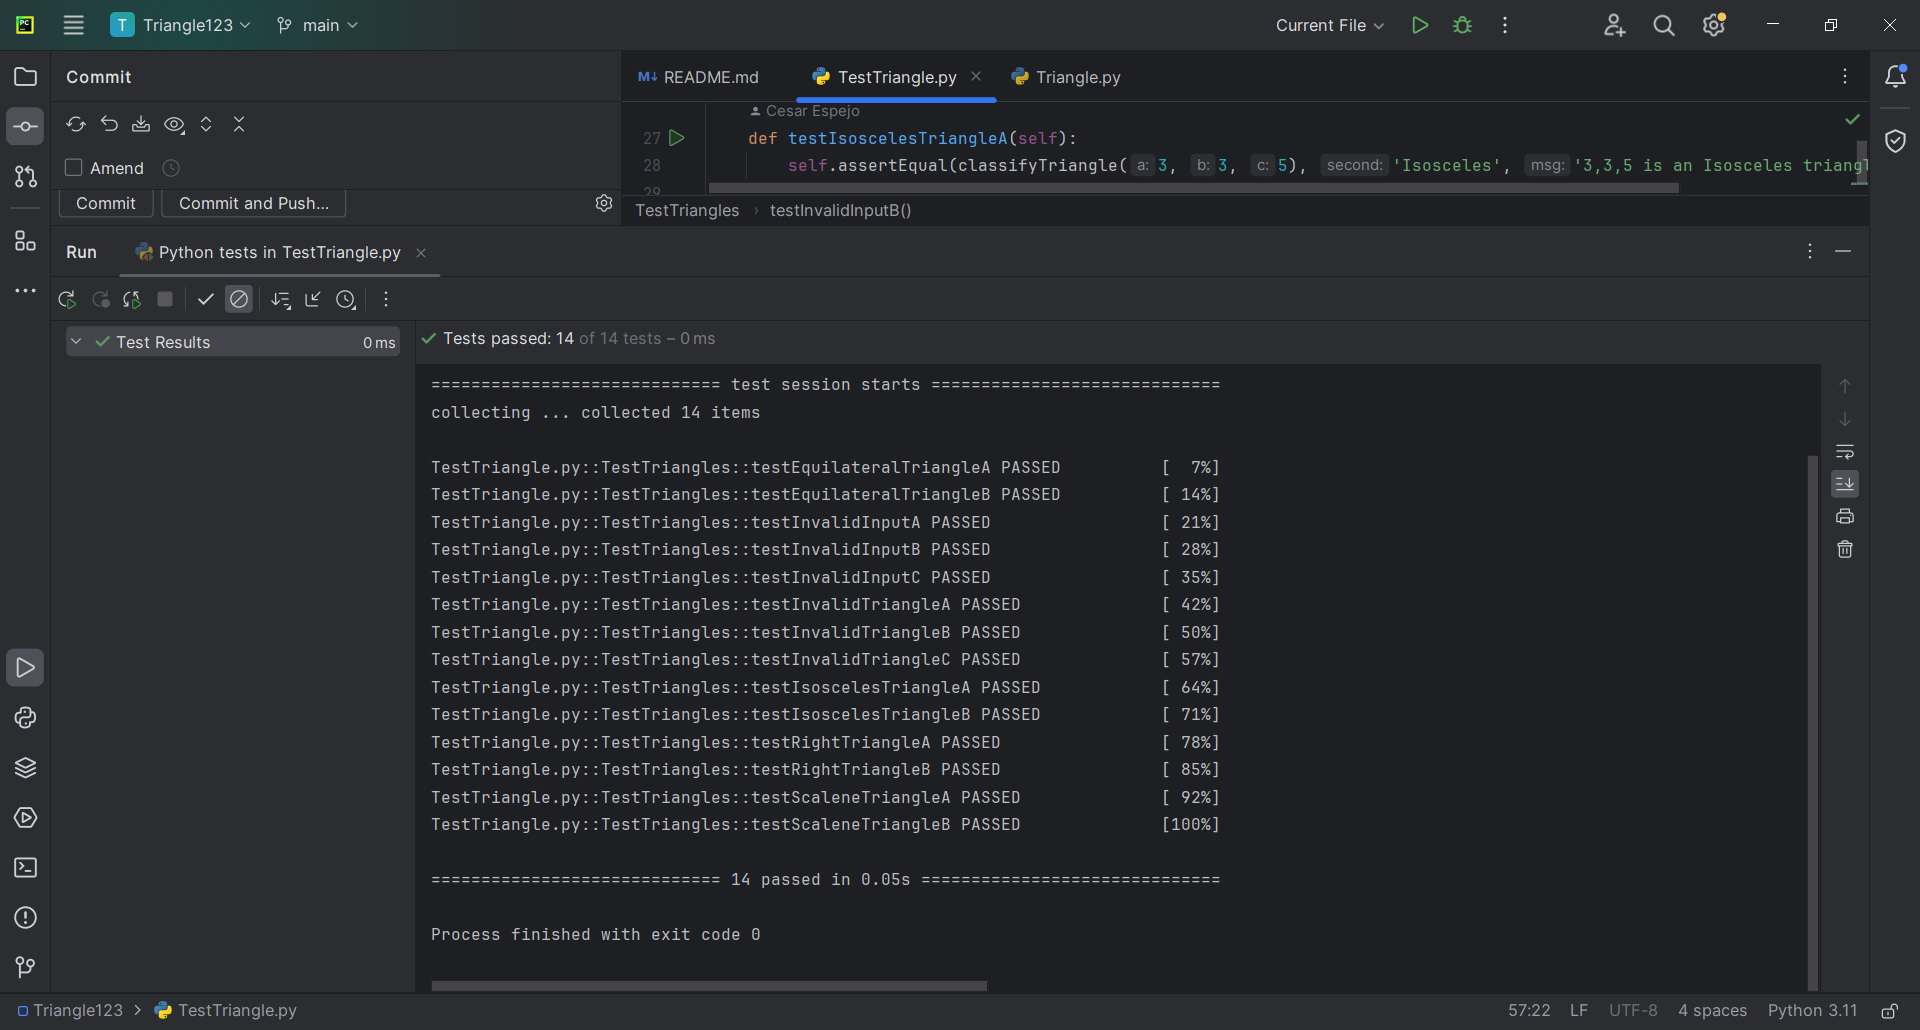 T Triangle123 main Current File
Commit
README.md TestTriangle.py Triangle.py
Cesar Espejo
27 def testIsoscelesTriangleA(self):
28 self.assertEqual(classifyTriangle( a: 3, b: 3, c: 5), second: 'Isosceles', msg: '3,3,5 is an Isosceles triangl
29
Amend
Commit Commit and Push...
TestTriangles › testInvalidInputB()
Run Python tests in TestTriangle.py
Test Results 0 ms
Tests passed: 14 of 14 tests – 0 ms
============================= test session starts =============================
collecting ... collected 14 items
TestTriangle.py::TestTriangles::testEquilateralTriangleA PASSED [  7%]
TestTriangle.py::TestTriangles::testEquilateralTriangleB PASSED [ 14%]
TestTriangle.py::TestTriangles::testInvalidInputA PASSED [ 21%]
TestTriangle.py::TestTriangles::testInvalidInputB PASSED [ 28%]
TestTriangle.py::TestTriangles::testInvalidInputC PASSED [ 35%]
TestTriangle.py::TestTriangles::testInvalidTriangleA PASSED [ 42%]
TestTriangle.py::TestTriangles::testInvalidTriangleB PASSED [ 50%]
TestTriangle.py::TestTriangles::testInvalidTriangleC PASSED [ 57%]
TestTriangle.py::TestTriangles::testIsoscelesTriangleA PASSED [ 64%]
TestTriangle.py::TestTriangles::testIsoscelesTriangleB PASSED [ 71%]
TestTriangle.py::TestTriangles::testRightTriangleA PASSED [ 78%]
TestTriangle.py::TestTriangles::testRightTriangleB PASSED [ 85%]
TestTriangle.py::TestTriangles::testScaleneTriangleA PASSED [ 92%]
TestTriangle.py::TestTriangles::testScaleneTriangleB PASSED [100%]
============================= 14 passed in 0.05s ==============================
Process finished with exit code 0
Triangle123 > TestTriangle.py 57:22 LF UTF-8 4 spaces Python 3.11